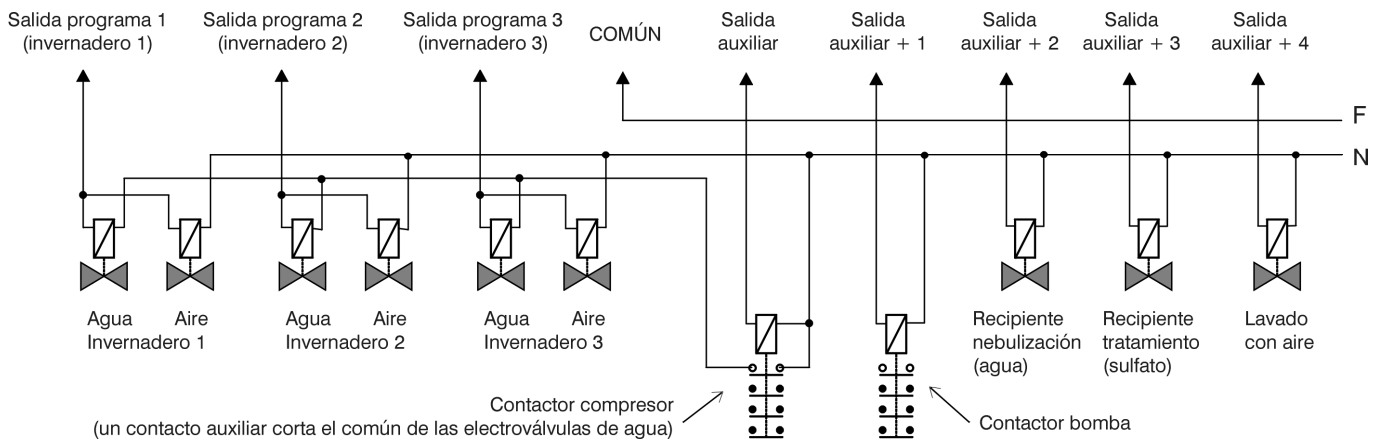 Salida programa 1
(invernadero 1)
Salida programa 2
(invernadero 2)
Salida programa 3
(invernadero 3)
COMÚN
Salida
auxiliar
Salida
auxiliar + 1
Salida
auxiliar + 2
Salida
auxiliar + 3
Salida
auxiliar + 4
F
N
Agua
Aire
Invernadero 1
Agua
Aire
Invernadero 2
Agua
Aire
Invernadero 3
Recipiente
nebulización
(agua)
Recipiente
tratamiento
(sulfato)
Lavado
con aire
Contactor compresor
(un contacto auxiliar corta el común de las electroválvulas de agua)
Contactor bomba